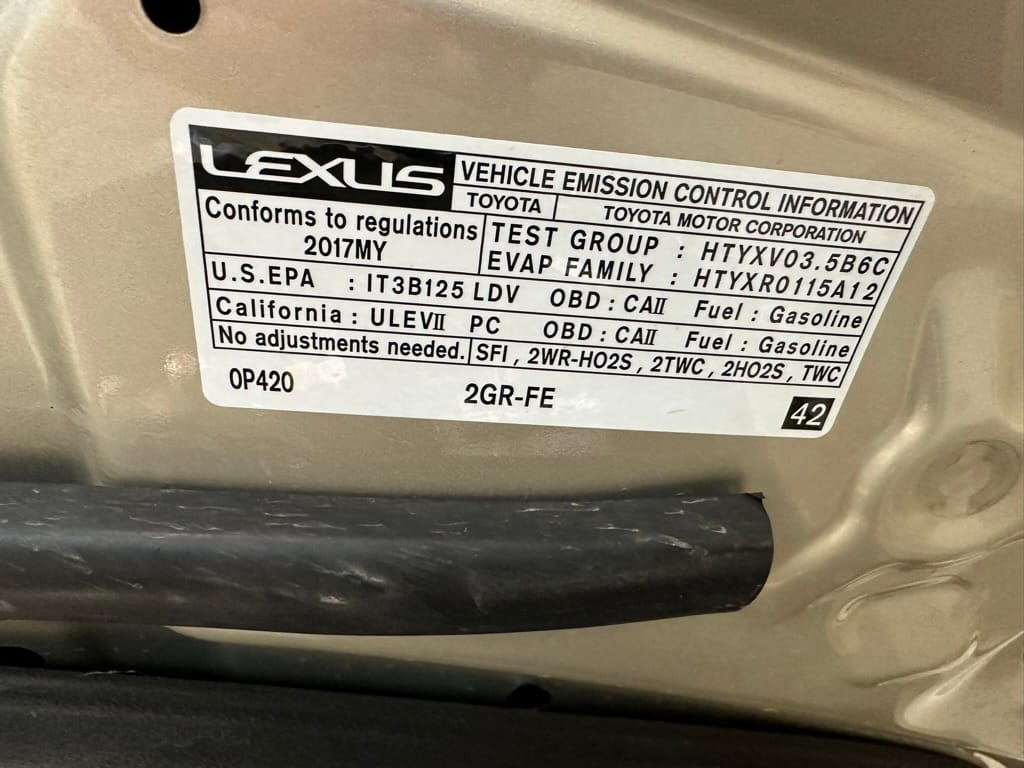 LEXUS
VEHICLE EMISSION CONTROL INFORMATION
TOYOTA
TOYOTA MOTOR CORPORATION
Conforms to regulations
2017MY
TEST GROUP : HTYXV03.5B6C
EVAP FAMILY : HTYXR0115A12
U.S.EPA : IT3B125 LDV OBD : CAⅡ Fuel : Gasoline
California : ULEVⅡ PC OBD : CAⅡ Fuel : Gasoline
No adjustments needed. SFI , 2WR-HO2S , 2TWC , 2HO2S , TWC
0P420 2GR-FE 42